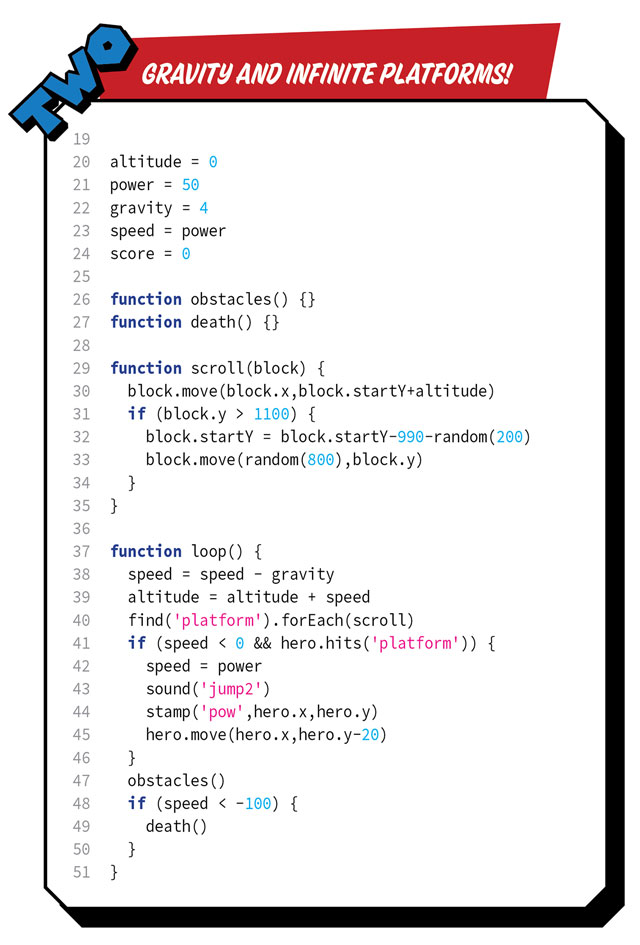 TWO
GRAVITY AND INFINITE PLATFORMS!
19
20 altitude = 0
21 power = 50
22 gravity = 4
23 speed = power
24 score = 0
25
26 function obstacles() {}
27 function death() {}
28
29 function scroll(block) {
30   block.move(block.x,block.startY+altitude)
31   if (block.y > 1100) {
32     block.startY = block.startY-990-random(200)
33     block.move(random(800),block.y)
34   }
35 }
36
37 function loop() {
38   speed = speed - gravity
39   altitude = altitude + speed
40   find('platform').forEach(scroll)
41   if (speed < 0 && hero.hits('platform')) {
42     speed = power
43     sound('jump2')
44     stamp('pow',hero.x,hero.y)
45     hero.move(hero.x,hero.y-20)
46   }
47   obstacles()
48   if (speed < -100) {
49     death()
50   }
51 }